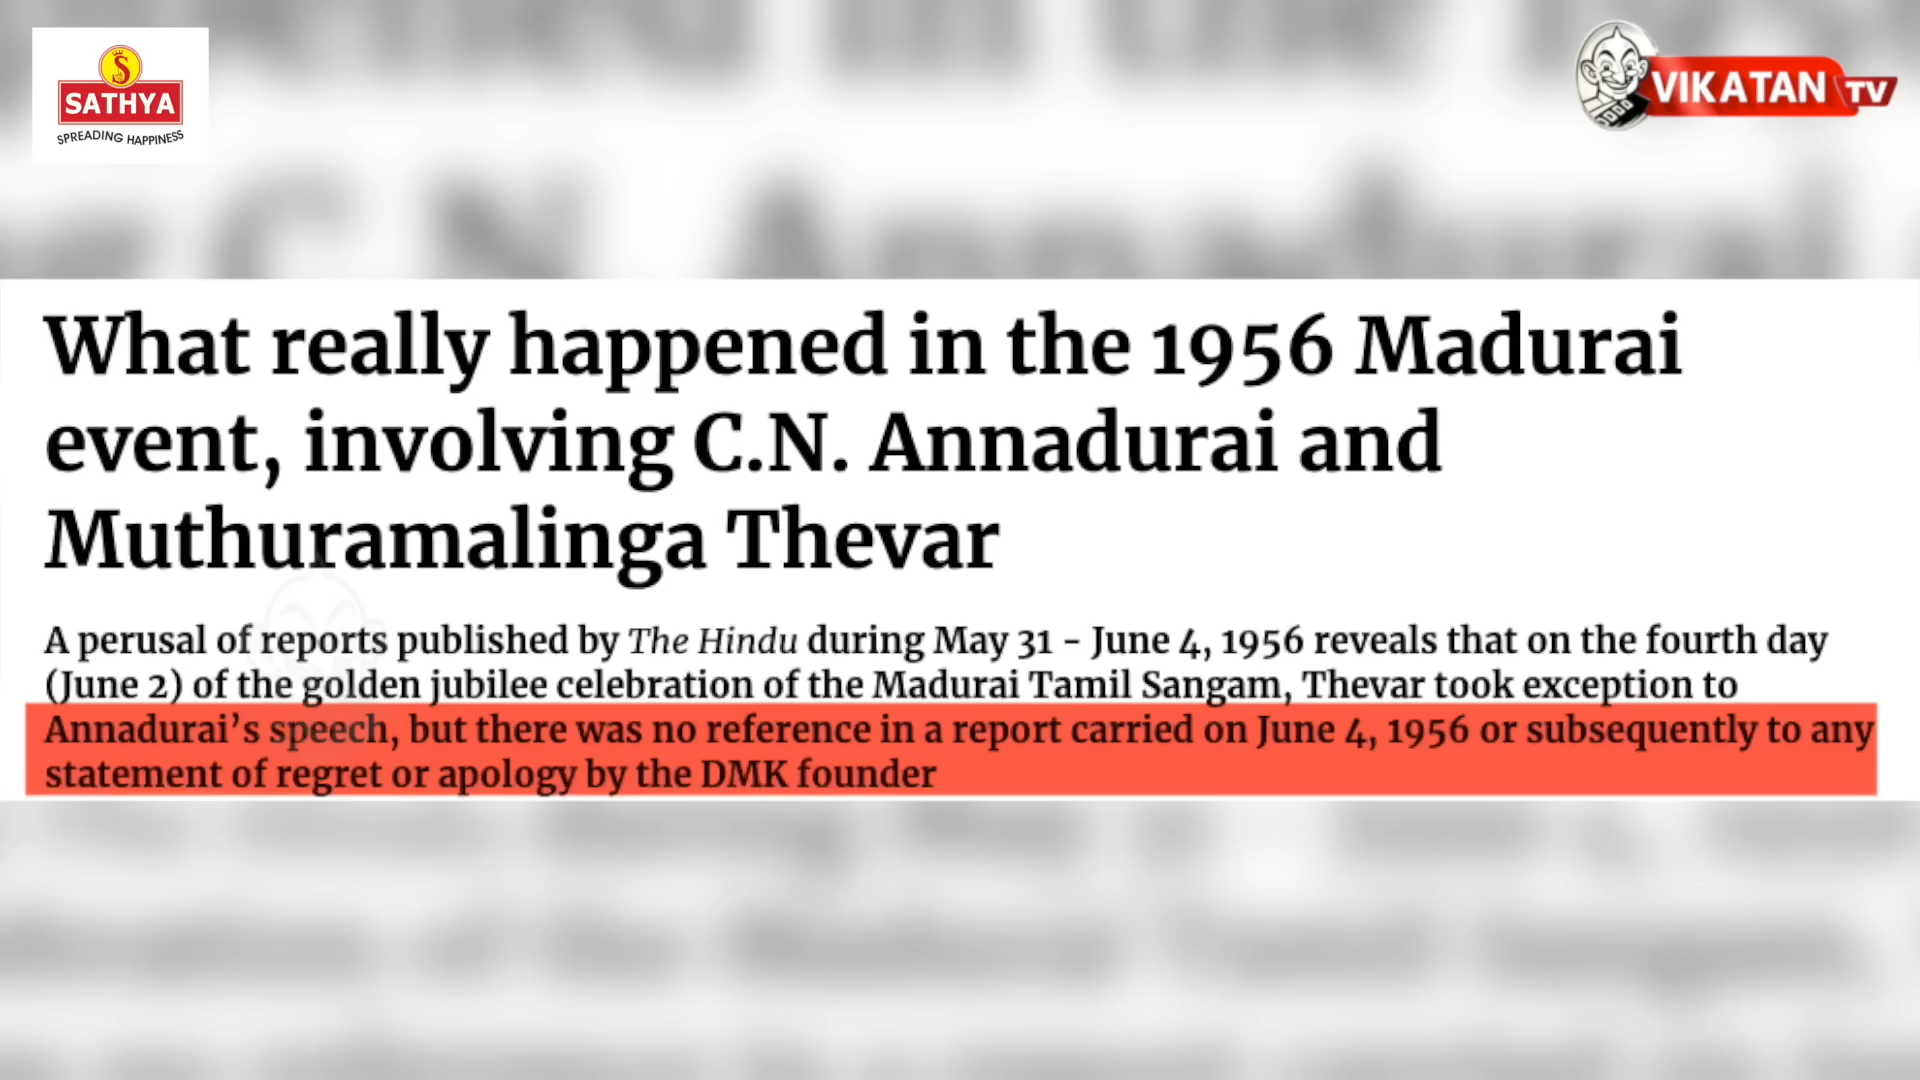 S
SATHYA
SPREADING HAPPINESS
VIKATAN TV
What really happened in the 1956 Madurai
event, involving C.N. Annadurai and
Muthuramalinga Thevar
A perusal of reports published by The Hindu during May 31 - June 4, 1956 reveals that on the fourth day
(June 2) of the golden jubilee celebration of the Madurai Tamil Sangam, Thevar took exception to
Annadurai's speech, but there was no reference in a report carried on June 4, 1956 or subsequently to any
statement of regret or apology by the DMK founder